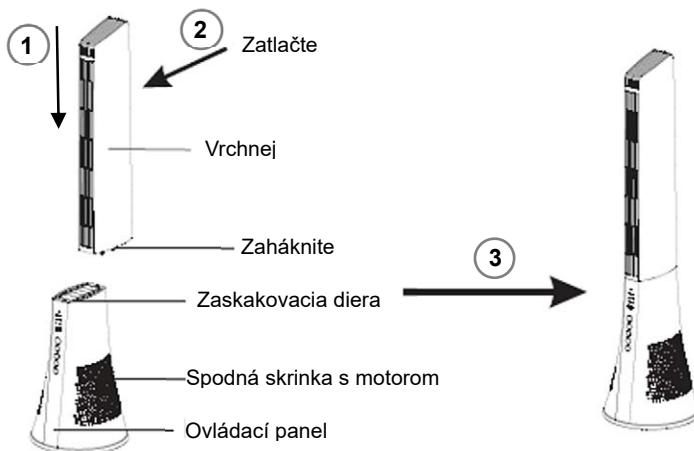 1
2
Zatlačte
Vrchnej
Zaháknite
3
Zaskakovacia diera
Spodná skrinka s motorom
Ovládací panel